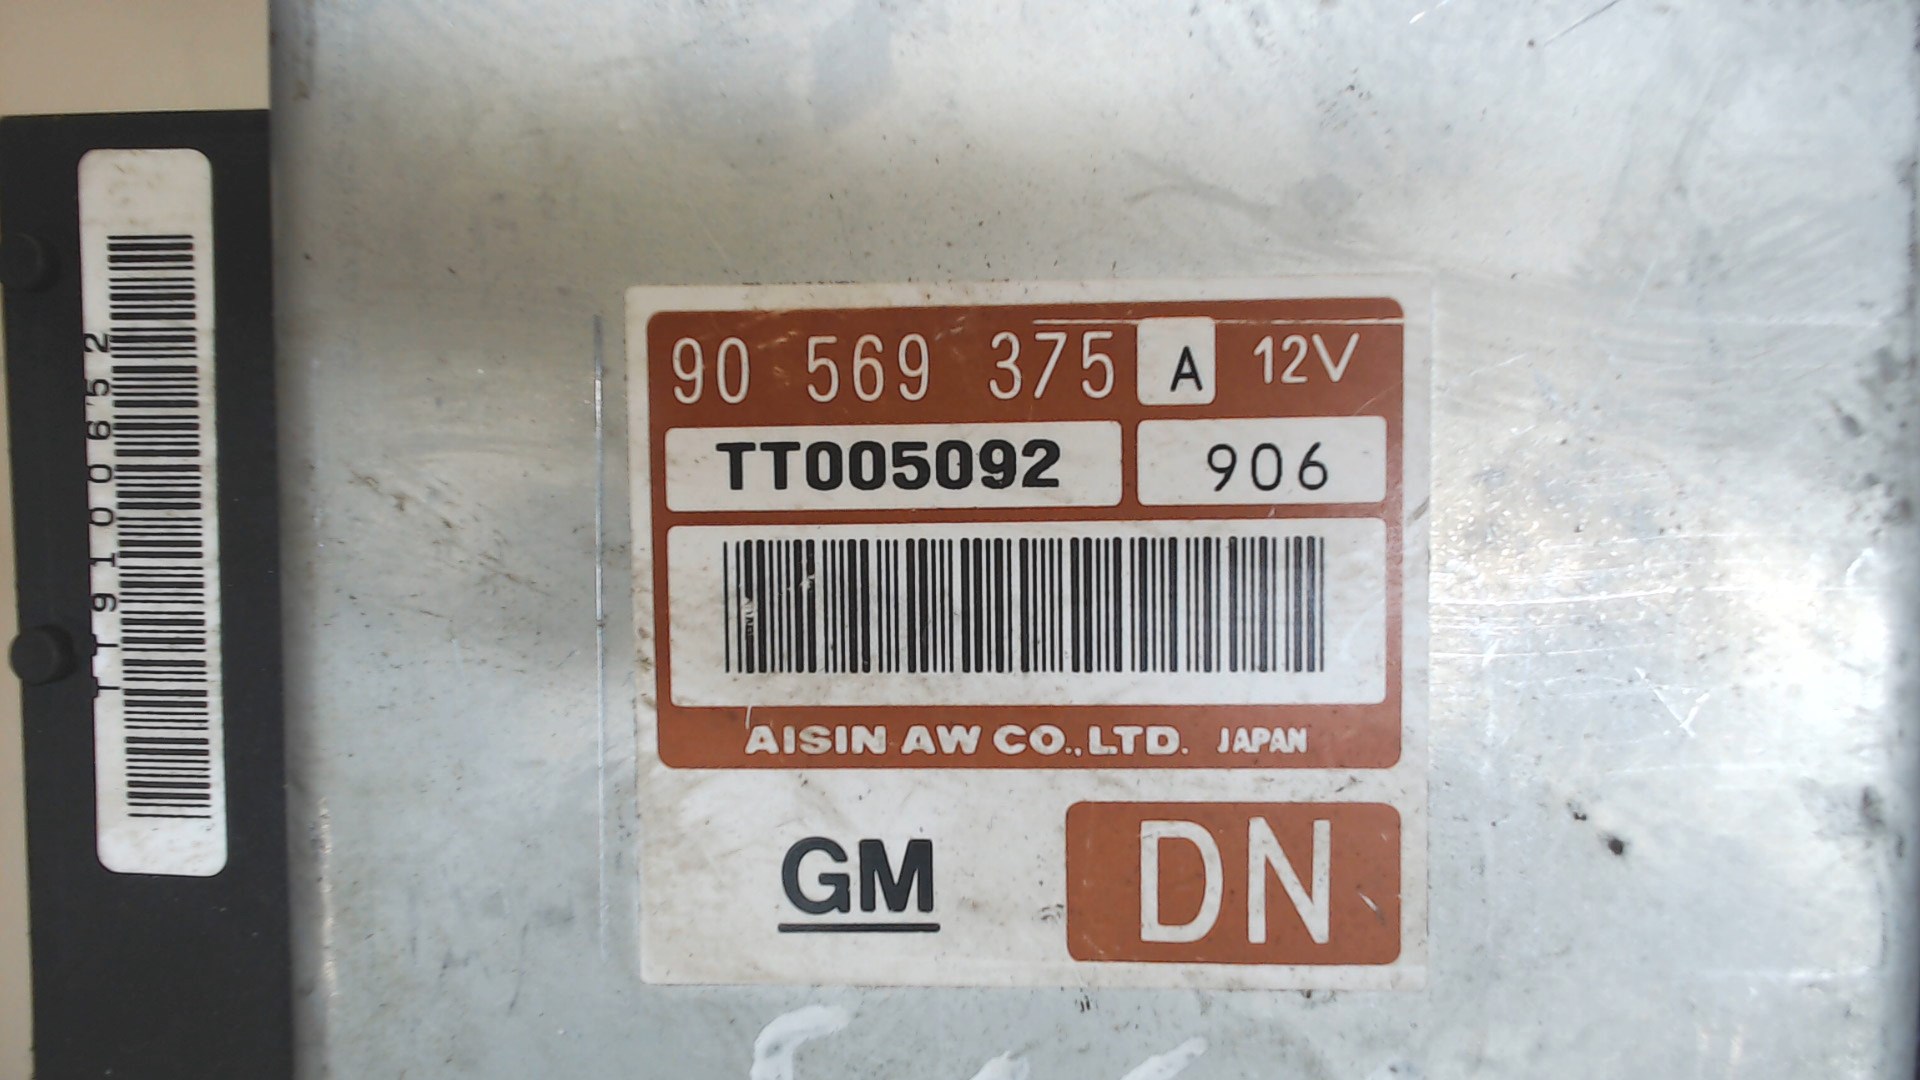 TT9100652
90 569 375 A 12V
TT005092 906
AISIN AW CO.,LTD. JAPAN
GM DN